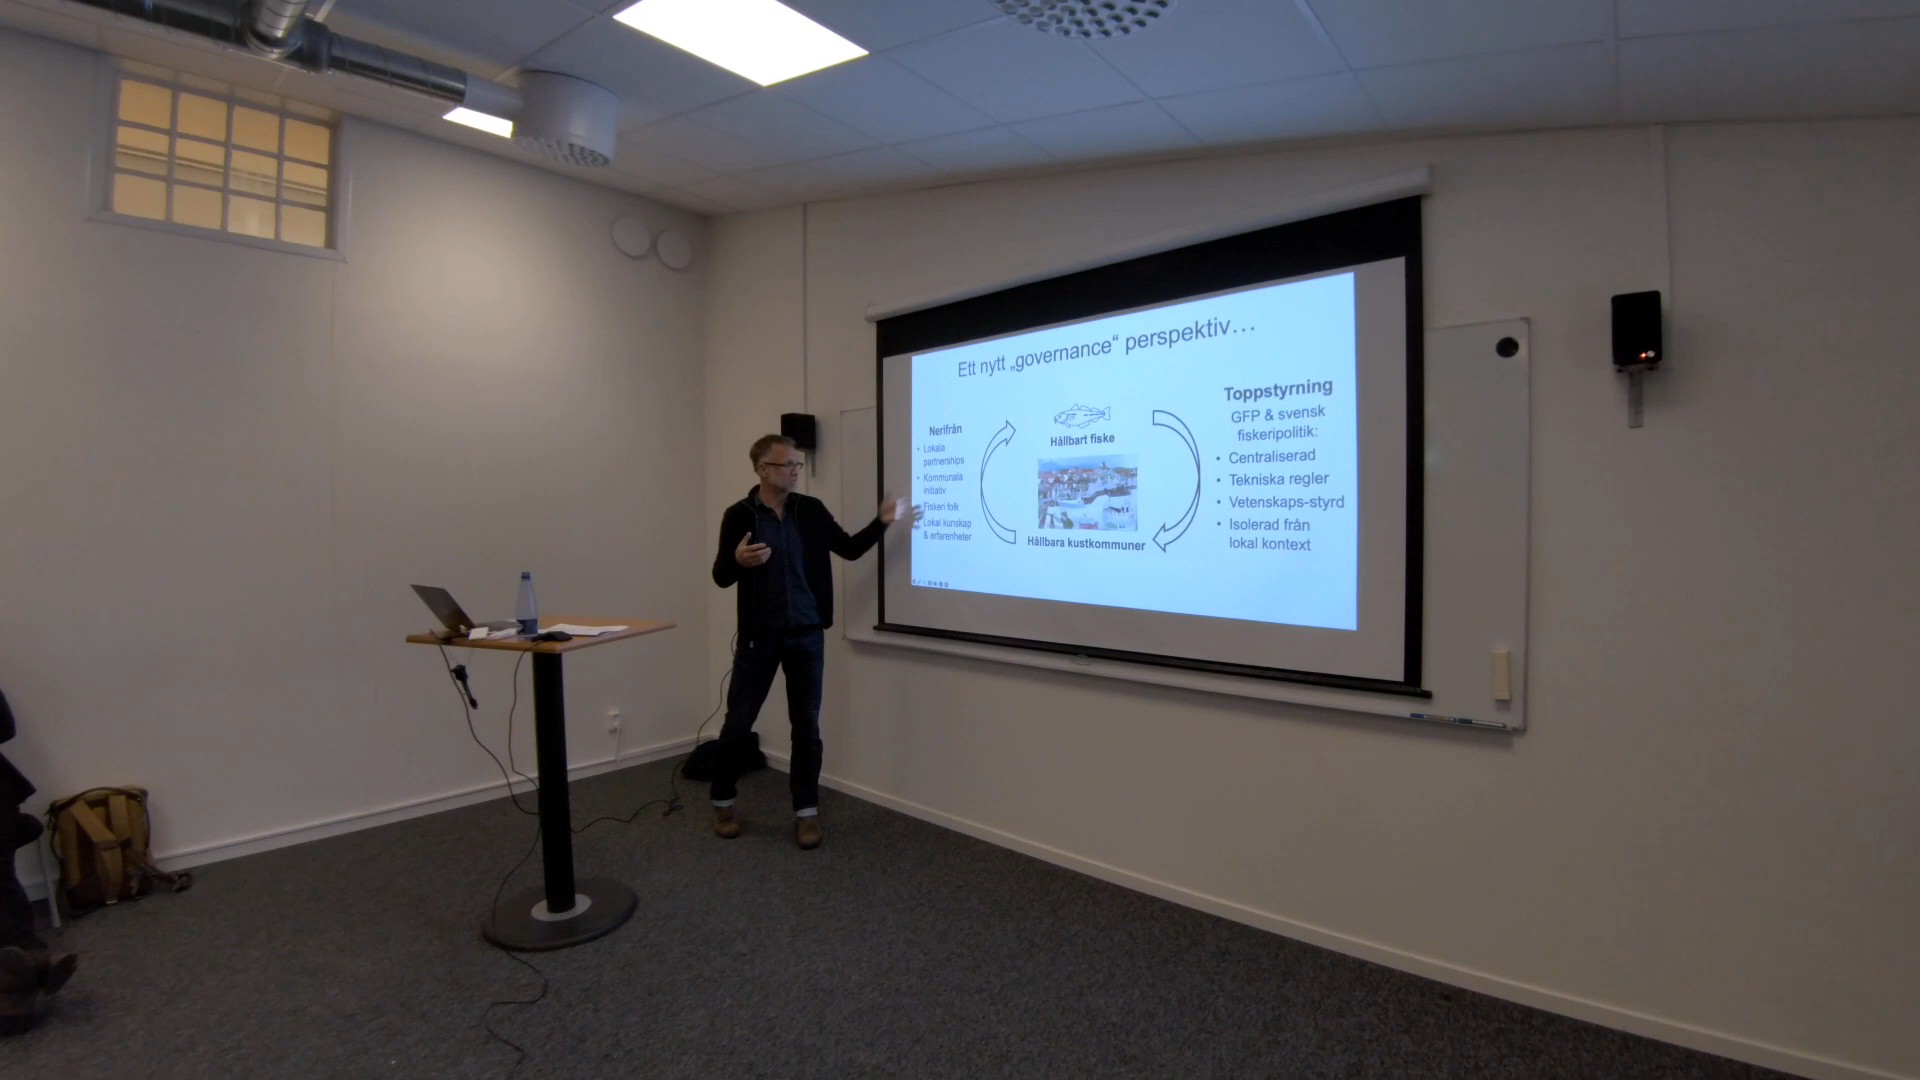 Ett nytt „governance“ perspektiv…
Nerifrån
• Lokala
partnerships
• Kommunala
initiativ
• Fiskeri folk
• Lokal kunskap
& erfarenheter
Hållbart fiske
Hållbara kustkommuner
Toppstyrning
GFP & svensk
fiskeripolitik:
• Centraliserad
• Tekniska regler
• Vetenskaps-styrd
• Isolerad från
lokal kontext